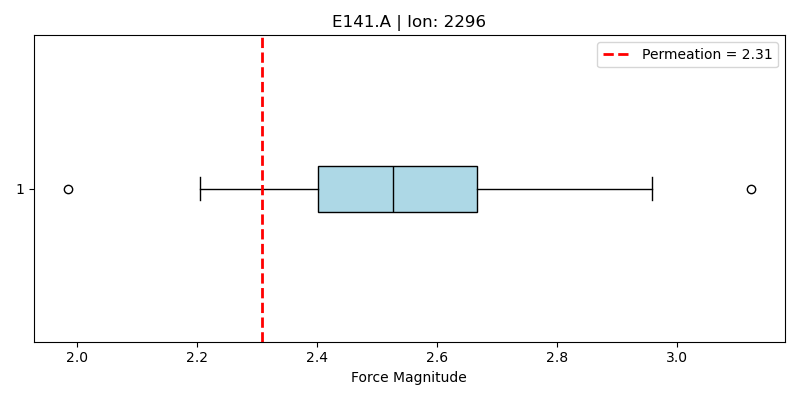 E141.A | Ion: 2296
Permeation = 2.31
1
2.0 2.2 2.4 2.6 2.8 3.0
Force Magnitude